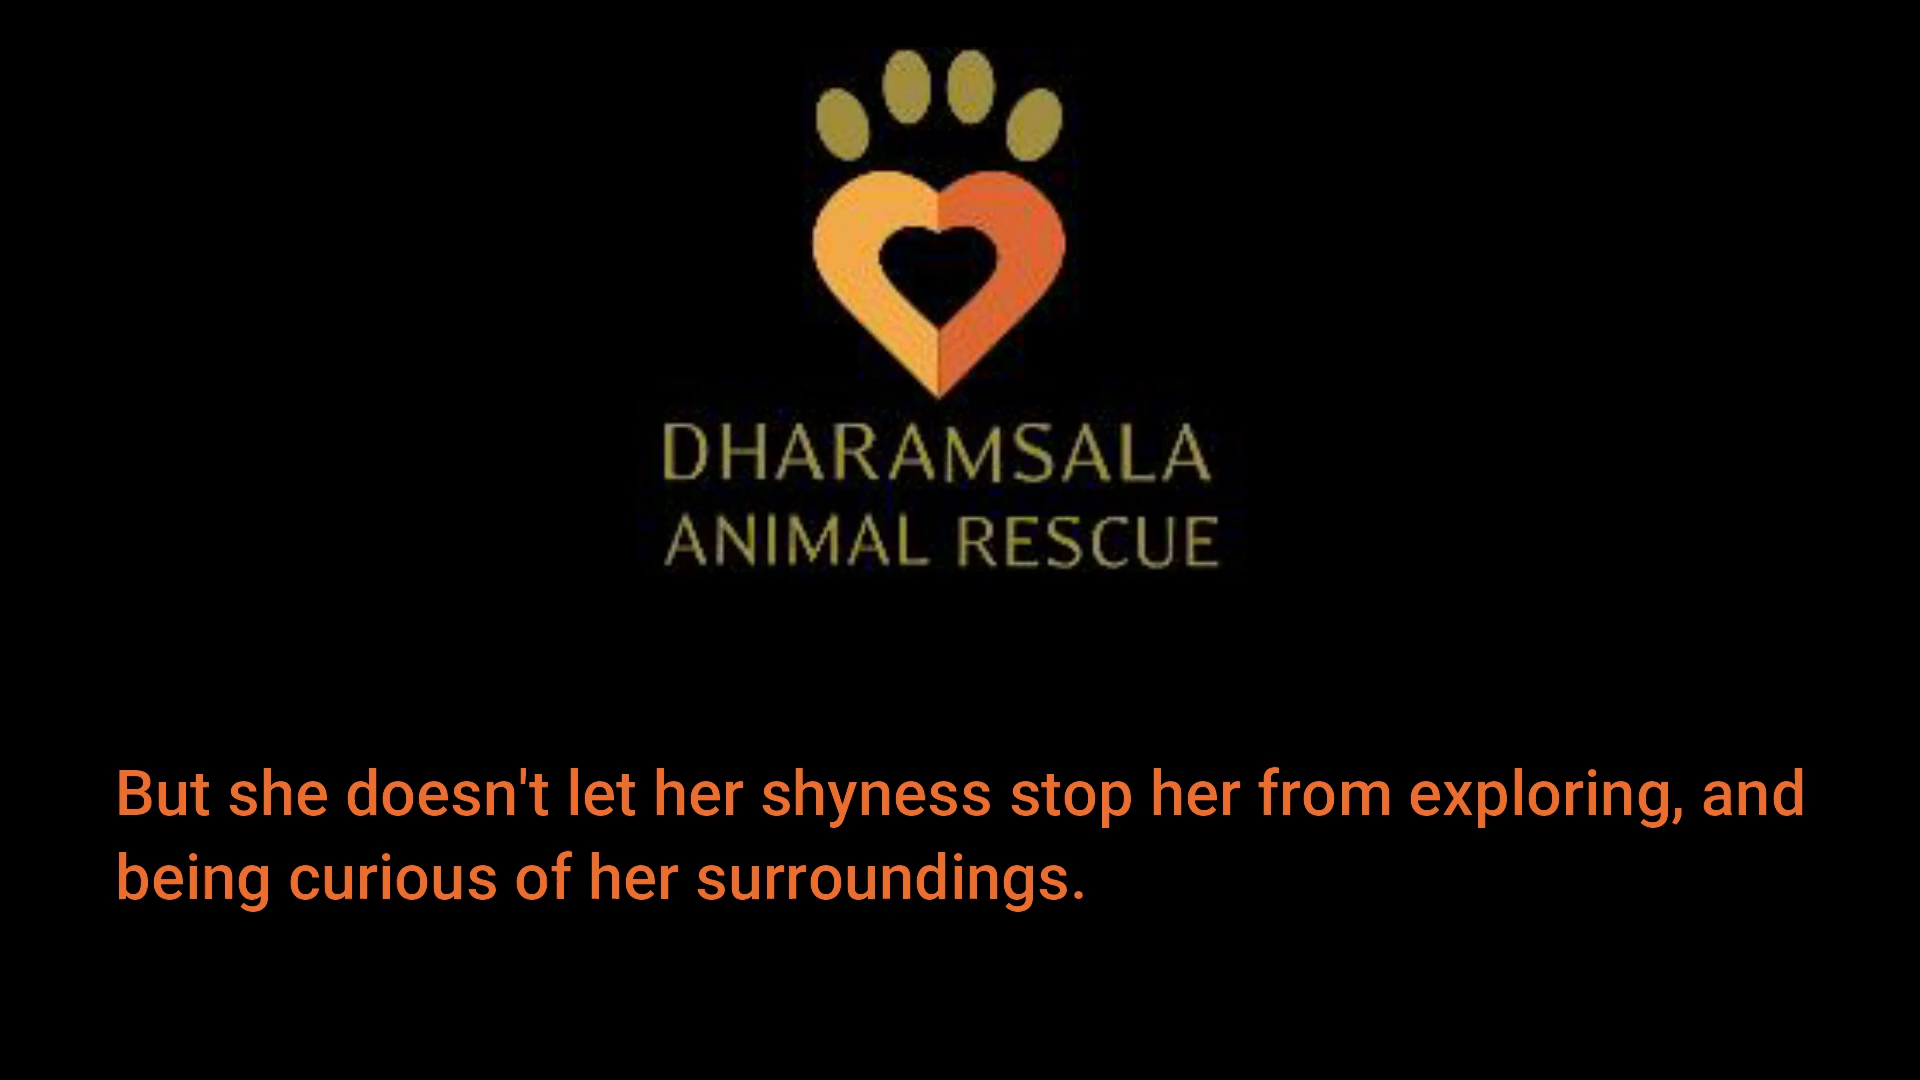 DHARAMSALA
ANIMAL RESCUE
But she doesn't let her shyness stop her from exploring, and
being curious of her surroundings.